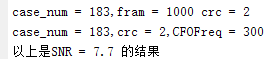 case_num = 183,fram = 1000 crc = 2
case_num = 183,crc = 2,CFOFreq = 300
以上是SNR = 7.7 的结果